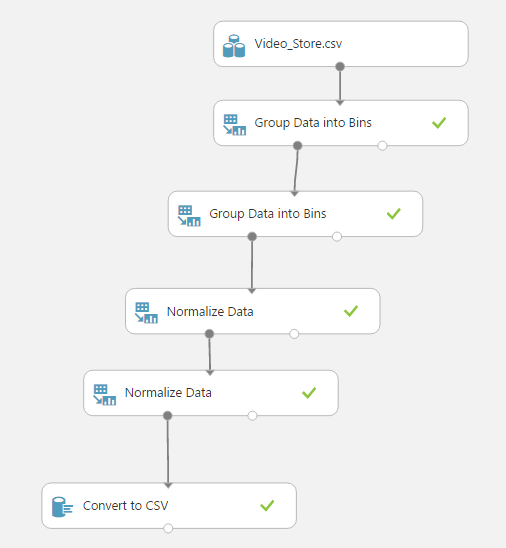 Video_Store.csv
Group Data into Bins
Group Data into Bins
Normalize Data
Normalize Data
Convert to CSV